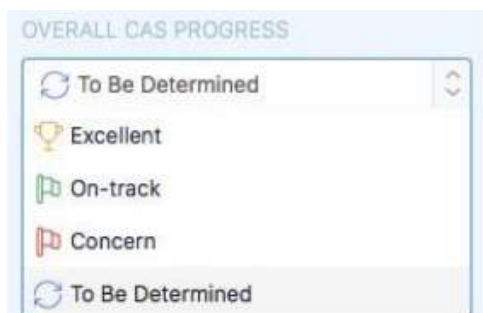 OVERALL CAS PROGRESS
To Be Determined
Excellent
On-track
Concern
To Be Determined